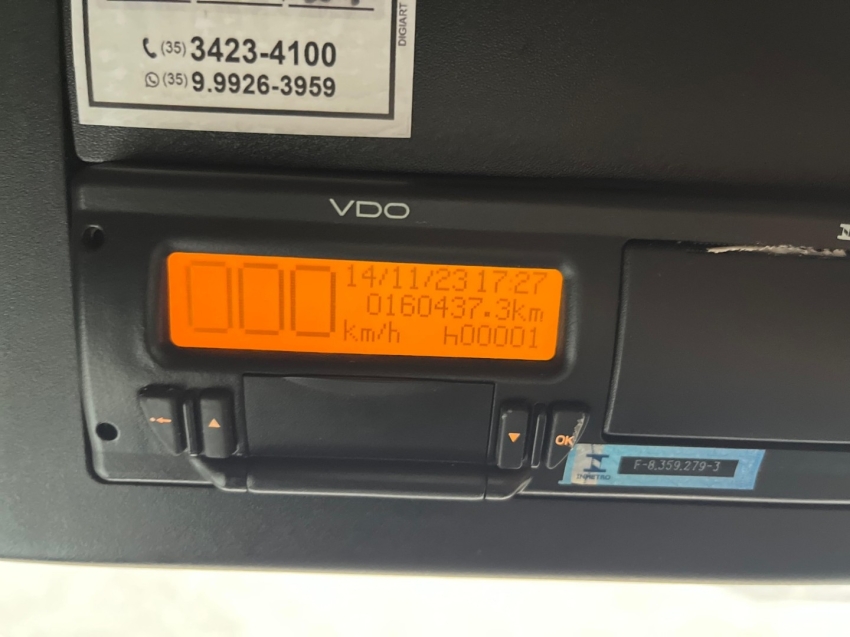 (35) 3423-4100
(35) 9.9926-3959
DIGIART
VDO
000
14/11/23 17:27
0160437.3km
km/h h00001
OK
INMETRO
F-8.359.279-3